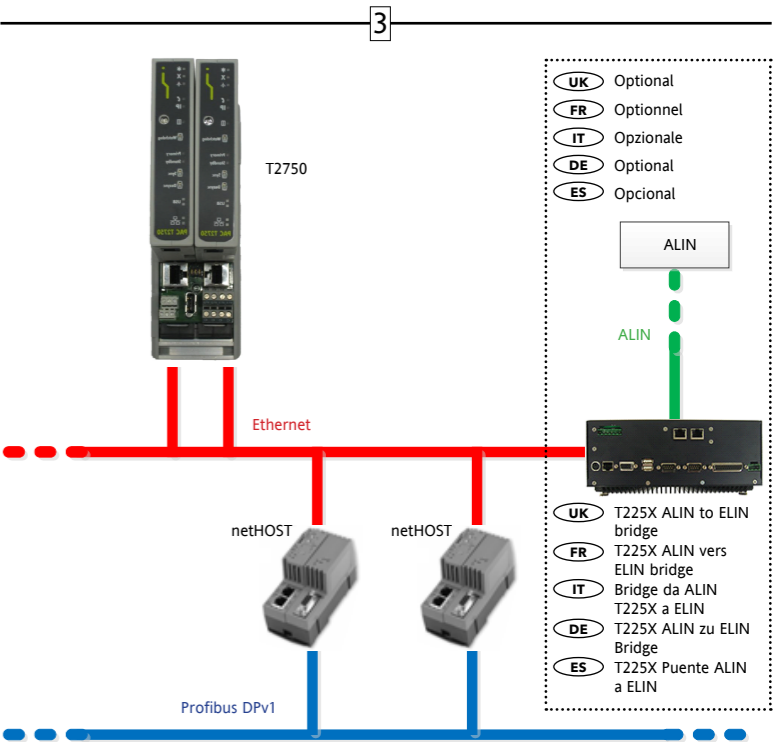 3
T2750
UK Optional
FR Optionnel
IT Opzionale
DE Optional
ES Opcional
ALIN
ALIN
Ethernet
netHOST
netHOST
UK T225X ALIN to ELIN
bridge
FR T225X ALIN vers
ELIN bridge
IT Bridge da ALIN
T225X a ELIN
DE T225X ALIN zu ELIN
Bridge
ES T225X Puente ALIN
a ELIN
Profibus DPv1